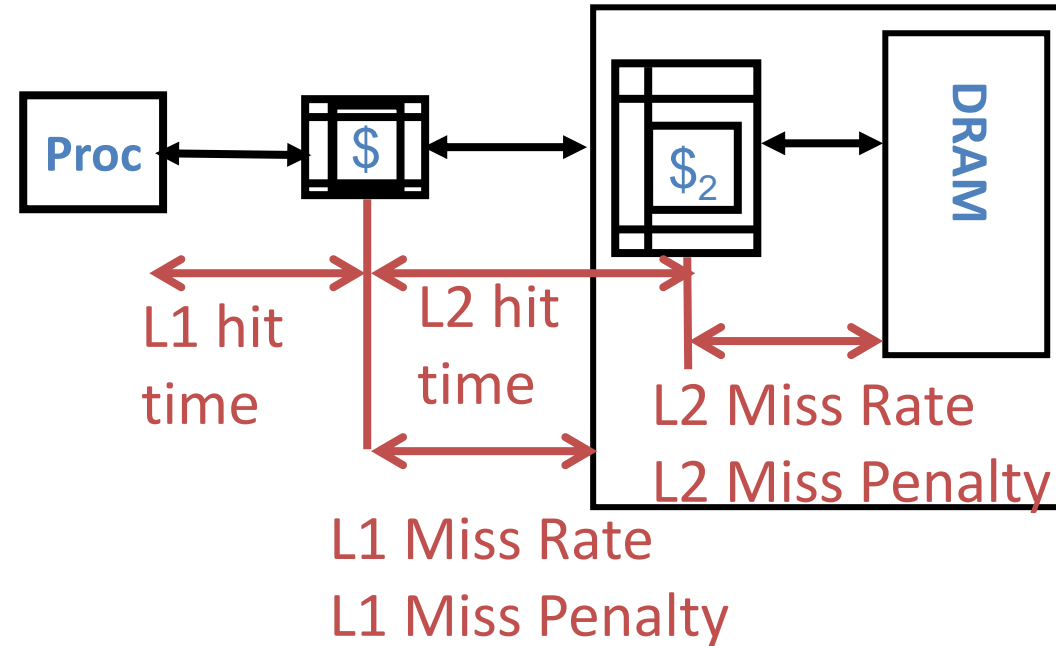 Proc
$
$₂
DRAM
L1 hit
time
L2 hit
time
L2 Miss Rate
L2 Miss Penalty
L1 Miss Rate
L1 Miss Penalty